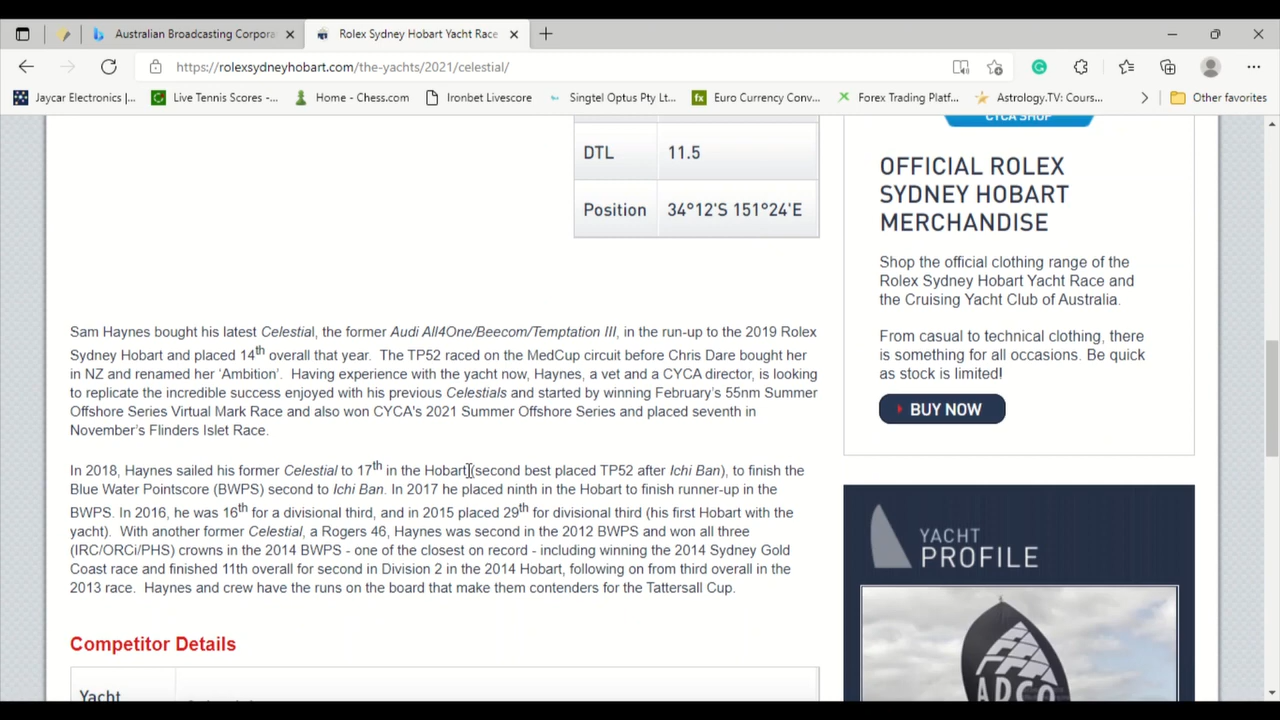 Australian Broadcasting Corpora
Rolex Sydney Hobart Yacht Race
https://rolexsydneyhobart.com/the-yachts/2021/celestial/
Jaycar Electronics |...
Live Tennis Scores -...
Home - Chess.com
Ironbet Livescore
Singtel Optus Pty Lt...
Euro Currency Conv...
Forex Trading Platf...
Astrology.TV: Cours...
Other favorites
DTL 11.5
Position 34°12'S 151°24'E
Sam Haynes bought his latest Celestial, the former Audi All4One/Beecom/Temptation III, in the run-up to the 2019 Rolex
Sydney Hobart and placed 14th overall that year. The TP52 raced on the MedCup circuit before Chris Dare bought her
in NZ and renamed her ‘Ambition’. Having experience with the yacht now, Haynes, a vet and a CYCA director, is looking
to replicate the incredible success enjoyed with his previous Celestials and started by winning February’s 55nm Summer
Offshore Series Virtual Mark Race and also won CYCA's 2021 Summer Offshore Series and placed seventh in
November’s Flinders Islet Race.
In 2018, Haynes sailed his former Celestial to 17th in the Hobart (second best placed TP52 after Ichi Ban), to finish the
Blue Water Pointscore (BWPS) second to Ichi Ban. In 2017 he placed ninth in the Hobart to finish runner-up in the
BWPS. In 2016, he was 16th for a divisional third, and in 2015 placed 29th for divisional third (his first Hobart with the
yacht). With another former Celestial, a Rogers 46, Haynes was second in the 2012 BWPS and won all three
(IRC/ORCi/PHS) crowns in the 2014 BWPS - one of the closest on record - including winning the 2014 Sydney Gold
Coast race and finished 11th overall for second in Division 2 in the 2014 Hobart, following on from third overall in the
2013 race. Haynes and crew have the runs on the board that make them contenders for the Tattersall Cup.
Competitor Details
Yacht
CYCA SHOP
OFFICIAL ROLEX
SYDNEY HOBART
MERCHANDISE
Shop the official clothing range of the
Rolex Sydney Hobart Yacht Race and
the Cruising Yacht Club of Australia.
From casual to technical clothing, there
is something for all occasions. Be quick
as stock is limited!
BUY NOW
YACHT
PROFILE
ADCO